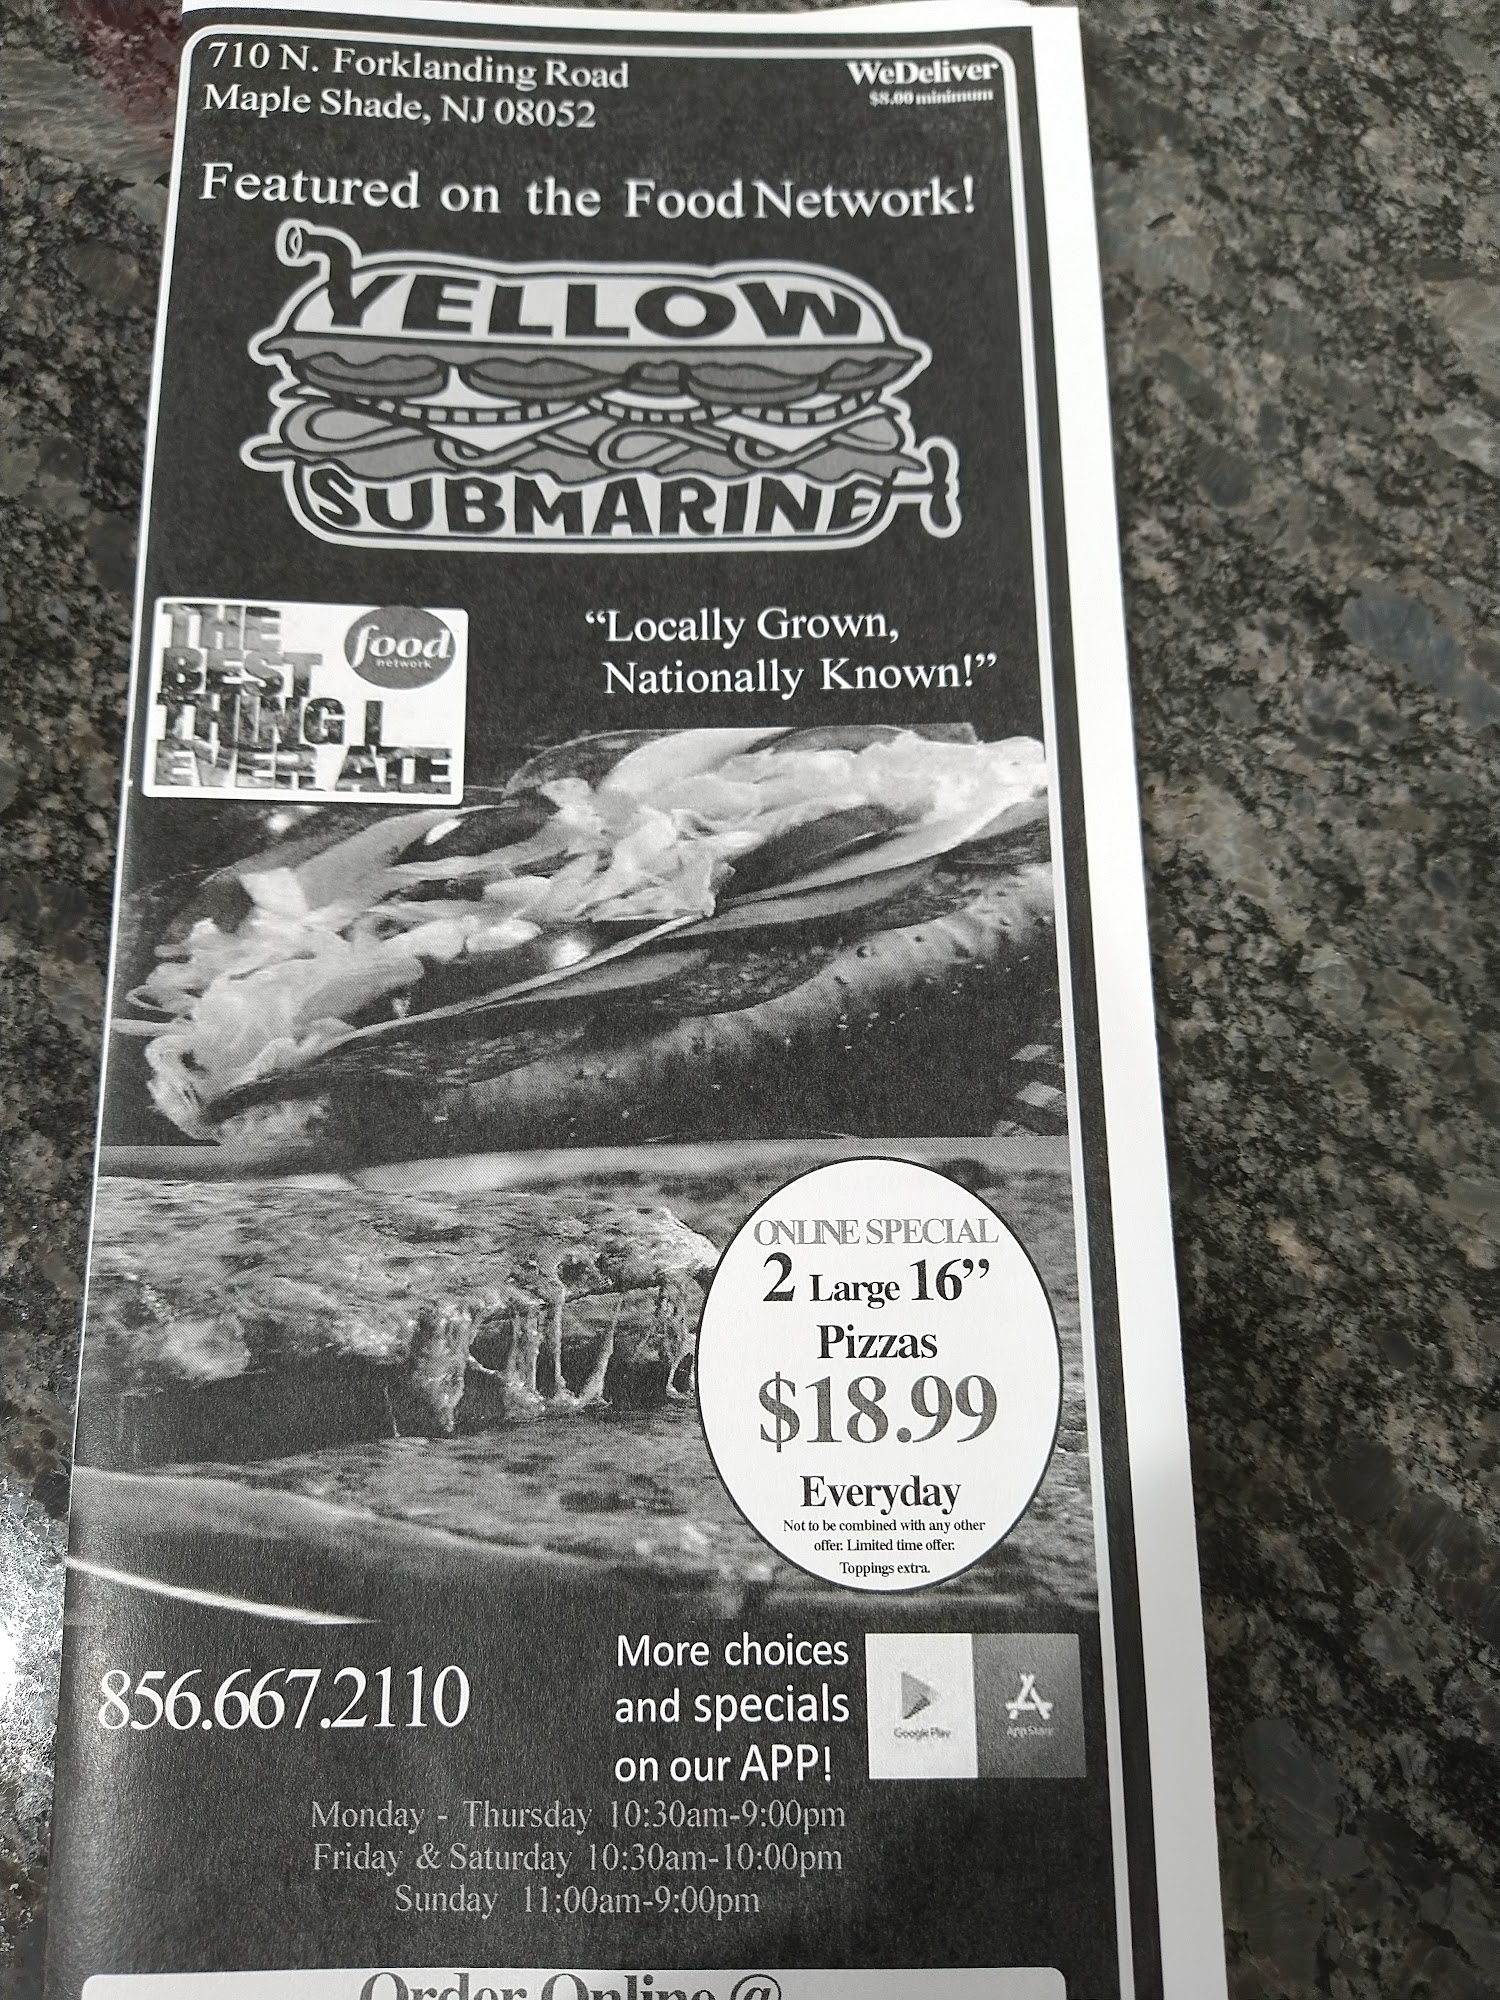 710 N. Forklanding Road
Maple Shade, NJ 08052
WeDeliver
$8.00 minimum
Featured on the Food Network!
YELLOW
SUBMARINE
THE
BEST
THING I
EVER ATE
food
network
“Locally Grown,
Nationally Known!”
ONLINE SPECIAL
2 Large 16”
Pizzas
$18.99
Everyday
Not to be combined with any other
offer. Limited time offer.
Toppings extra.
856.667.2110
More choices
and specials
on our APP!
Google Play
App Store
Monday - Thursday 10:30am-9:00pm
Friday & Saturday 10:30am-10:00pm
Sunday 11:00am-9:00pm
Order Online @